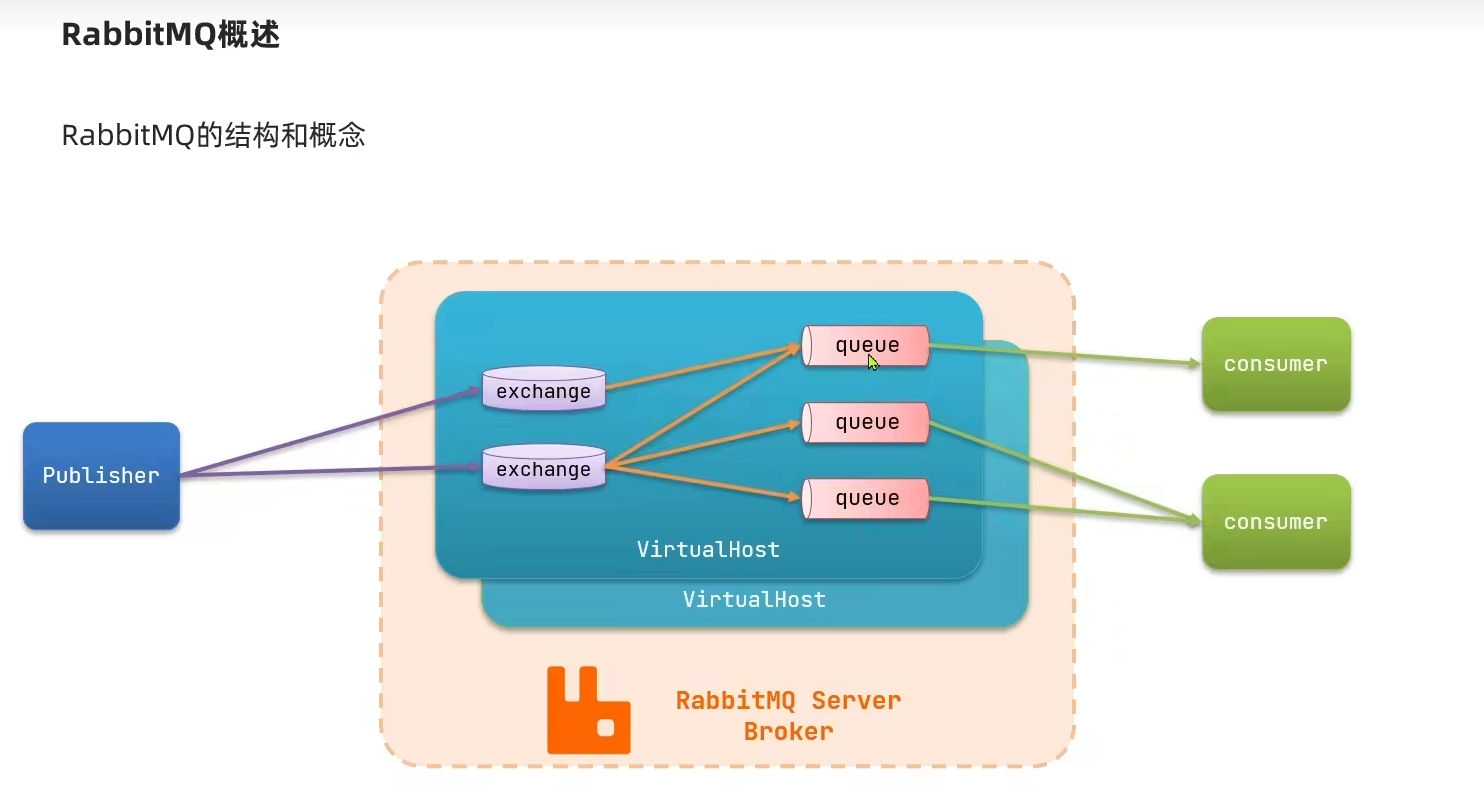 RabbitMQ概述
RabbitMQ的结构和概念
Publisher
exchange
exchange
queue
queue
queue
VirtualHost
VirtualHost
RabbitMQ Server
Broker
consumer
consumer